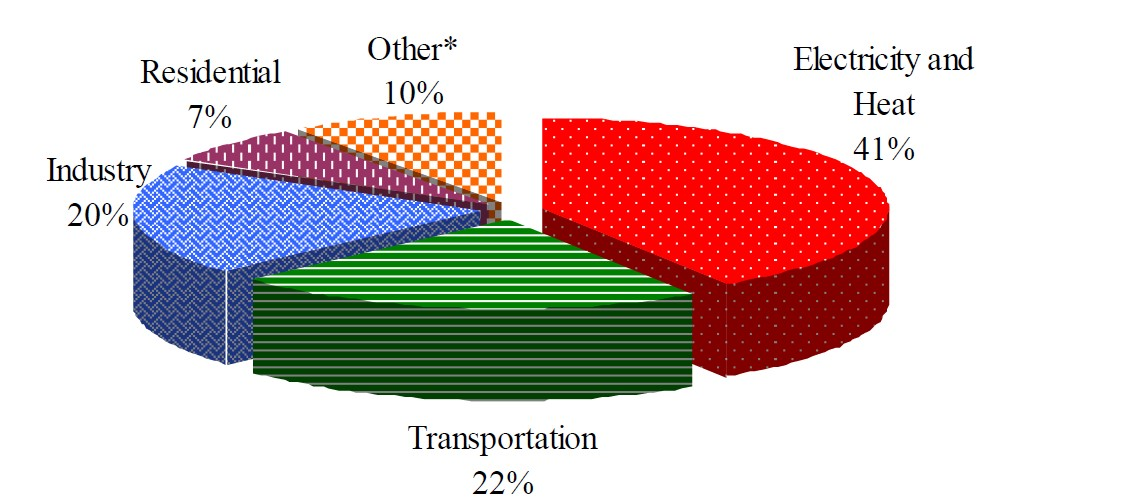 Other*
10%
Residential
7%
Electricity and
Heat
41%
Industry
20%
Transportation
22%